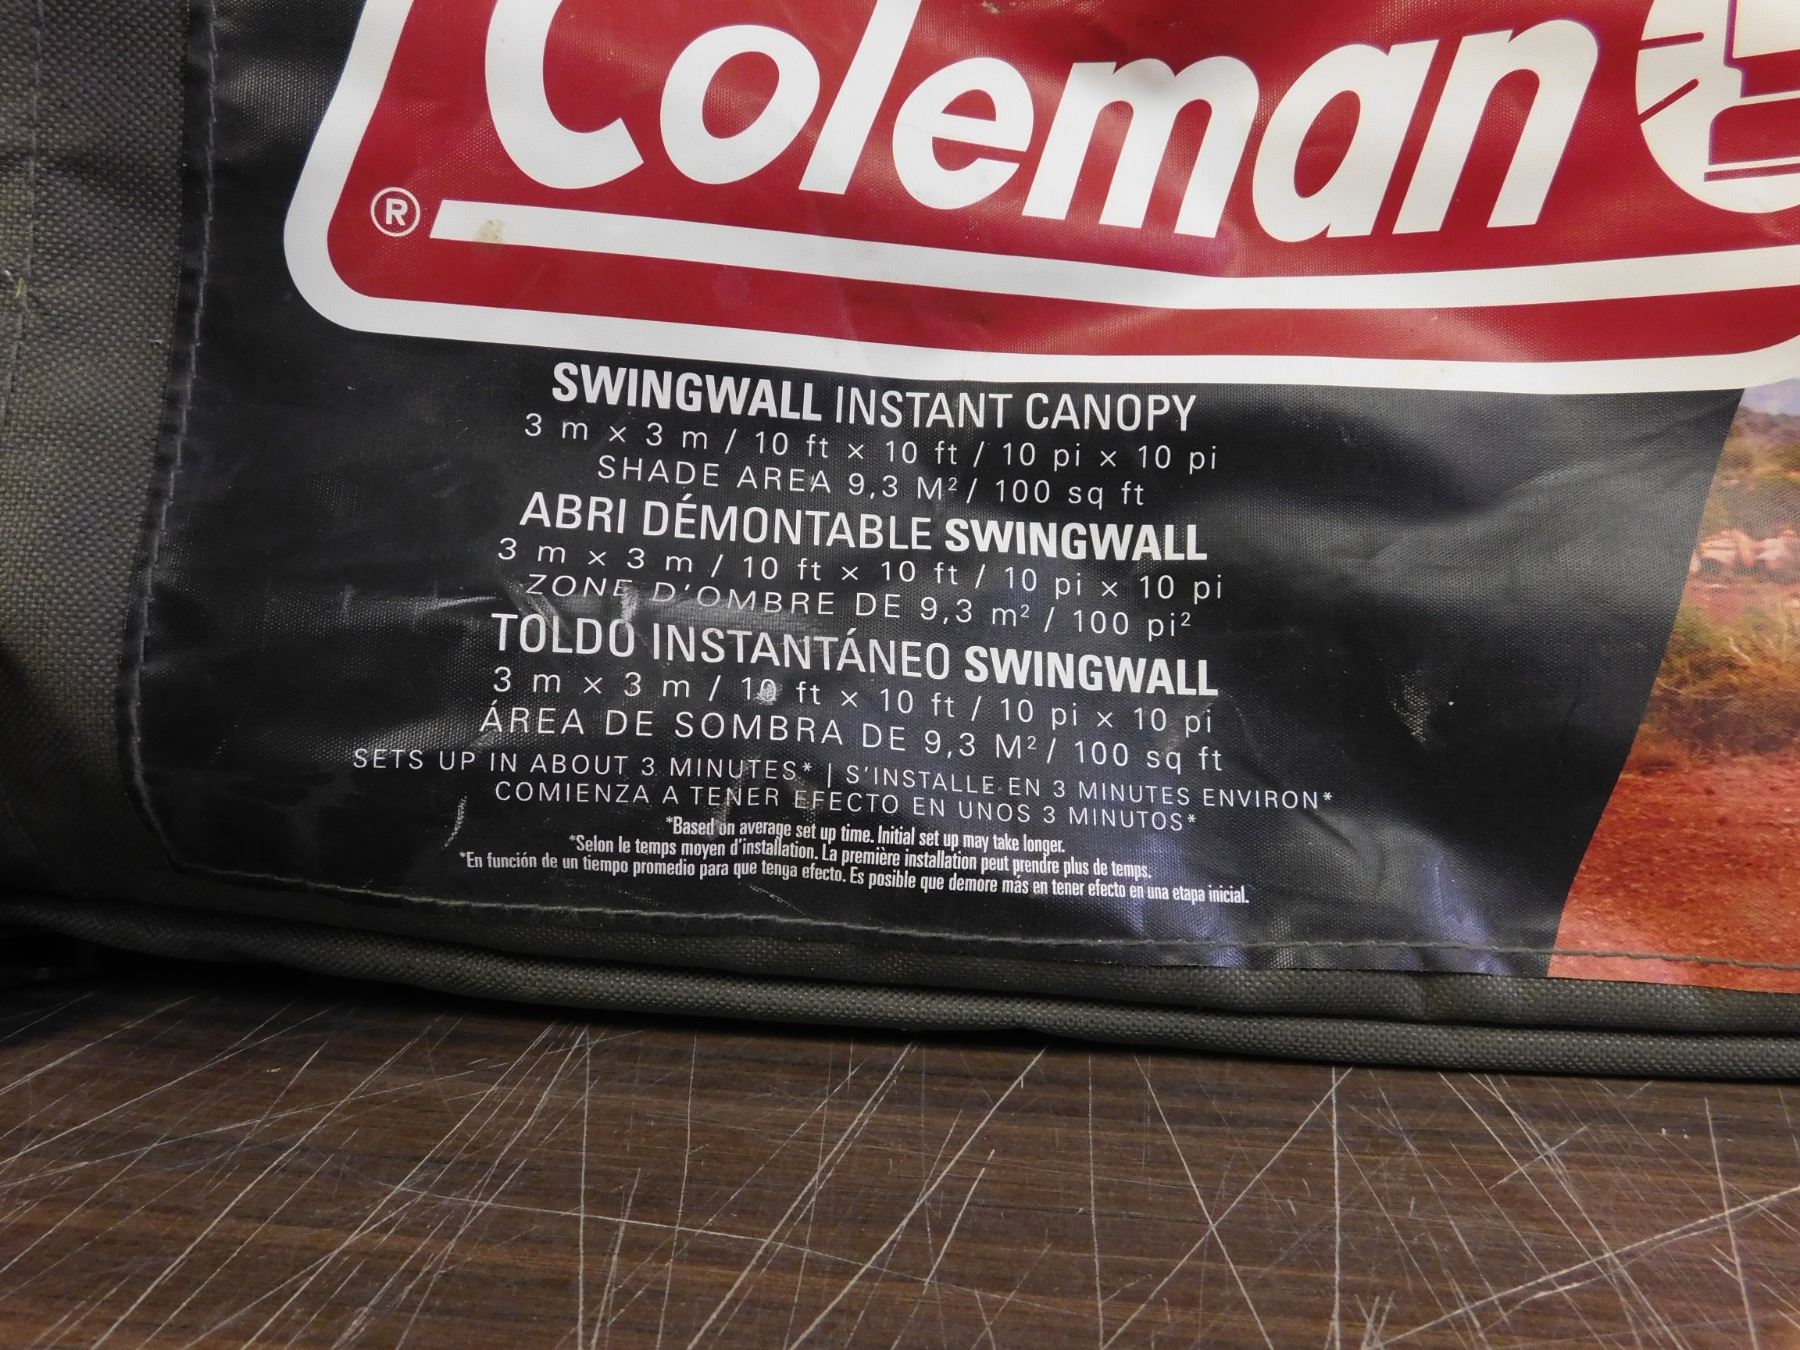 Coleman
®
SWINGWALL INSTANT CANOPY
3 m × 3 m / 10 ft × 10 ft / 10 pi × 10 pi
SHADE AREA 9,3 M² / 100 sq ft
ABRI DÉMONTABLE SWINGWALL
3 m × 3 m / 10 ft × 10 ft / 10 pi × 10 pi
ZONE D'OMBRE DE 9,3 m² / 100 pi²
TOLDO INSTANTÁNEO SWINGWALL
3 m × 3 m / 10 ft × 10 ft / 10 pi × 10 pi
ÁREA DE SOMBRA DE 9,3 M² / 100 sq ft
SETS UP IN ABOUT 3 MINUTES* | S'INSTALLE EN 3 MINUTES ENVIRON*
COMIENZA A TENER EFECTO EN UNOS 3 MINUTOS*
*Based on average set up time. Initial set up may take longer.
*Selon le temps moyen d'installation. La première installation peut prendre plus de temps.
*En función de un tiempo promedio para que tenga efecto. Es posible que demore más en tener efecto en una etapa inicial.